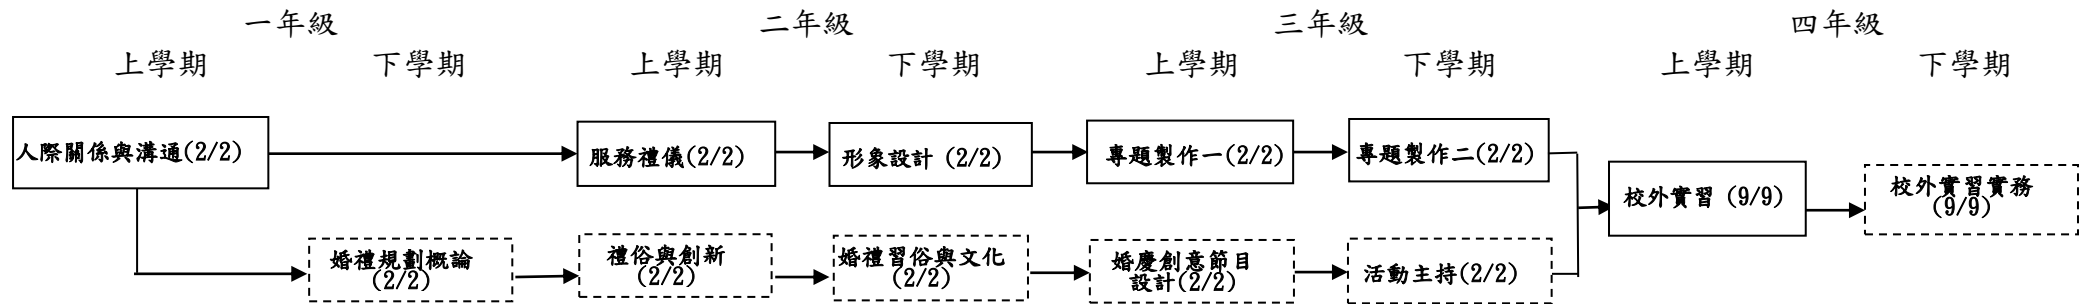 一年級 二年級 三年級 四年級
上學期 下學期 上學期 下學期 上學期 下學期 上學期 下學期
人際關係與溝通(2/2)
服務禮儀(2/2)
形象設計 (2/2)
專題製作一(2/2)
專題製作二(2/2)
校外實習 (9/9)
校外實習實務
(9/9)
婚禮規劃概論
(2/2)
禮俗與創新
(2/2)
婚禮習俗與文化
(2/2)
婚慶創意節目
設計(2/2)
活動主持(2/2)